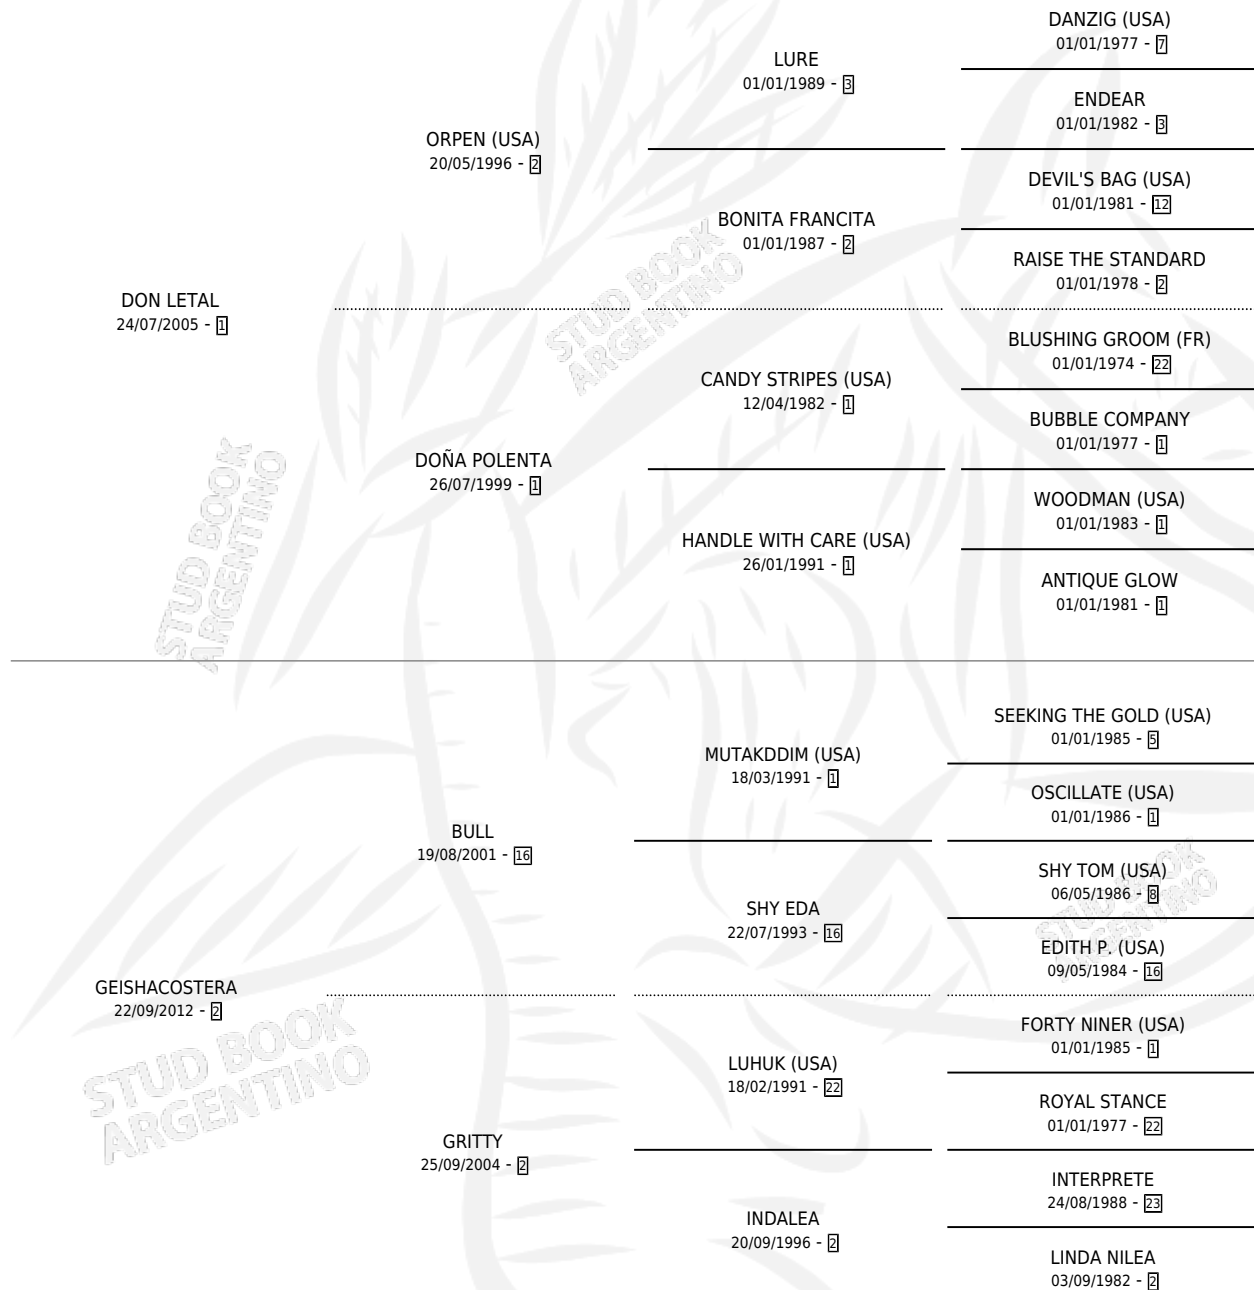 DANZIG (USA)
01/01/1977 - 7
LURE
01/01/1989 - 3
ENDEAR
01/01/1982 - 3
ORPEN (USA)
20/05/1996 - 2
DEVIL'S BAG (USA)
01/01/1981 - 12
BONITA FRANCITA
01/01/1987 - 2
RAISE THE STANDARD
01/01/1978 - 2
DON LETAL
24/07/2005 - 1
BLUSHING GROOM (FR)
01/01/1974 - 22
CANDY STRIPES (USA)
12/04/1982 - 1
BUBBLE COMPANY
01/01/1977 - 1
DOÑA POLENTA
26/07/1999 - 1
WOODMAN (USA)
01/01/1983 - 1
HANDLE WITH CARE (USA)
26/01/1991 - 1
ANTIQUE GLOW
01/01/1981 - 1
SEEKING THE GOLD (USA)
01/01/1985 - 5
MUTAKDDIM (USA)
18/03/1991 - 1
OSCILLATE (USA)
01/01/1986 - 1
BULL
19/08/2001 - 16
SHY TOM (USA)
06/05/1986 - 8
SHY EDA
22/07/1993 - 16
EDITH P. (USA)
09/05/1984 - 16
GEISHACOSTERA
22/09/2012 - 2
FORTY NINER (USA)
01/01/1985 - 1
LUHUK (USA)
18/02/1991 - 22
ROYAL STANCE
01/01/1977 - 22
GRITTY
25/09/2004 - 2
INTERPRETE
24/08/1988 - 23
INDALEA
20/09/1996 - 2
LINDA NILEA
03/09/1982 - 2
STUD BOOK
ARGENTINO
STUD BOOK
ARGENTINO
STUD BOOK
ARGENTINO
STUD BOOK
ARGENTINO